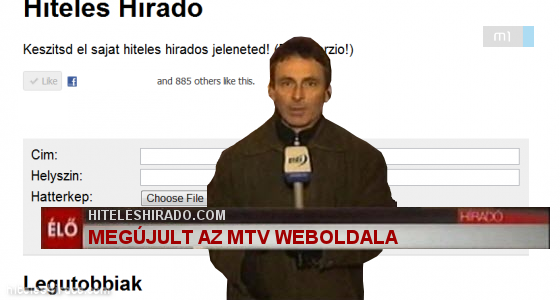 Hiteles Hirado
m1
Keszitsd el sajat hiteles hirados jeleneted!
Like
and 885 others like this.
Cim:
Helyszin:
Hatterkep:
Choose File
HITELESHIRADO.COM
HÍRADÓ
ÉLŐ
MEGÚJULT AZ MTV WEBOLDALA
Legutobbiak